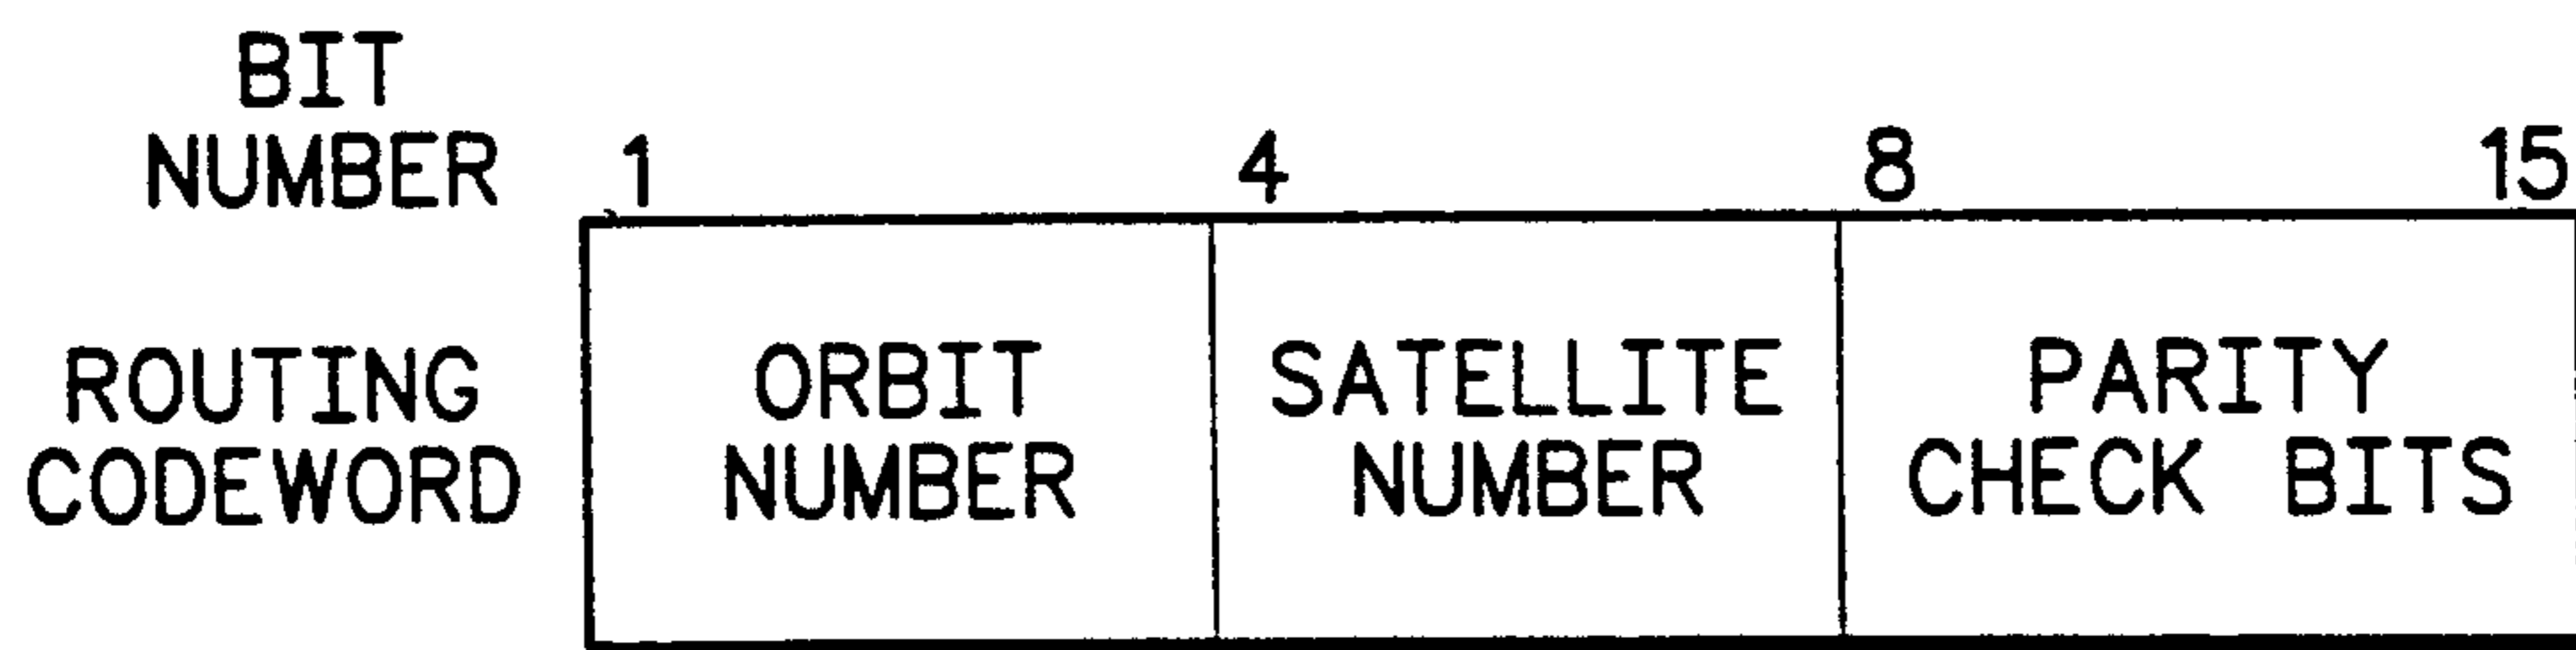 BIT
NUMBER 1 4 8 15
ROUTING
CODEWORD
ORBIT
NUMBER
SATELLITE
NUMBER
PARITY
CHECK BITS